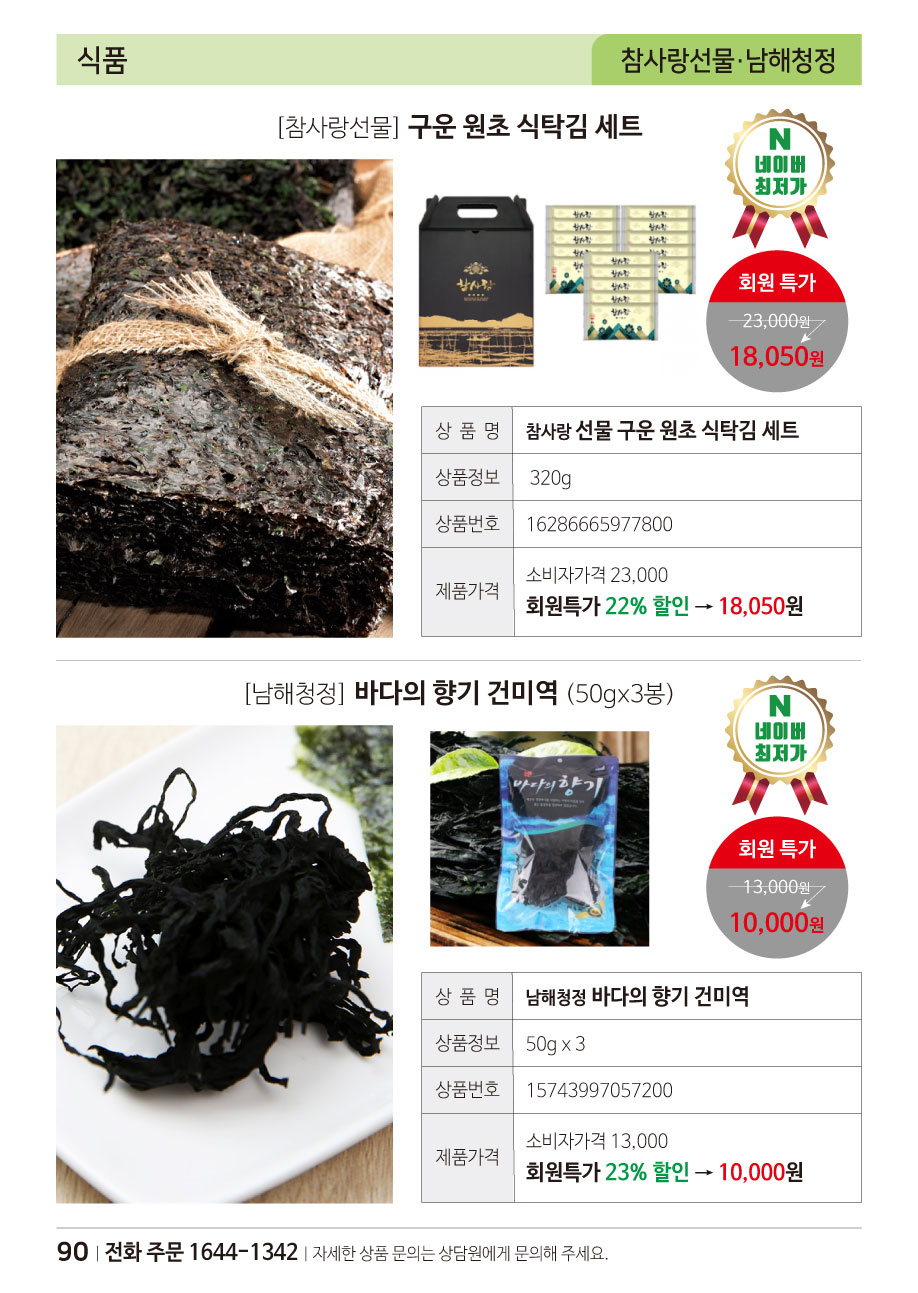 식품
참사랑선물·남해청정
[참사랑선물] 구운 원초 식탁김 세트
N
네이버
최저가
참사랑
회원 특가
23,000원
18,050원
상 품 명
참사랑 선물 구운 원초 식탁김 세트
상품정보
320g
상품번호
16286665977800
제품가격
소비자가격 23,000
회원특가 22% 할인 → 18,050원
[남해청정] 바다의 향기 건미역 (50gx3봉)
N
네이버
최저가
바다의향기
회원 특가
13,000원
10,000원
상 품 명
남해청정 바다의 향기 건미역
상품정보
50g x 3
상품번호
15743997057200
제품가격
소비자가격 13,000
회원특가 23% 할인 → 10,000원
90 | 전화 주문 1644-1342 | 자세한 상품 문의는 상담원에게 문의해 주세요.